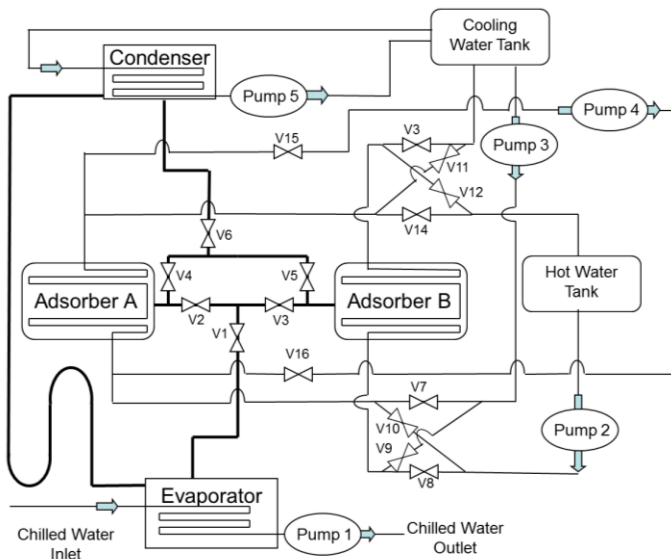 Cooling
Water Tank
Condenser
Pump 5
Pump 4
V15
V3
V11
Pump 3
V12
V14
V6
V4
V5
Hot Water
Tank
Adsorber A
Adsorber B
V2
V3
V1
V16
V7
V10
V9
V8
Pump 2
Evaporator
Chilled Water
Inlet
Pump 1
Chilled Water
Outlet